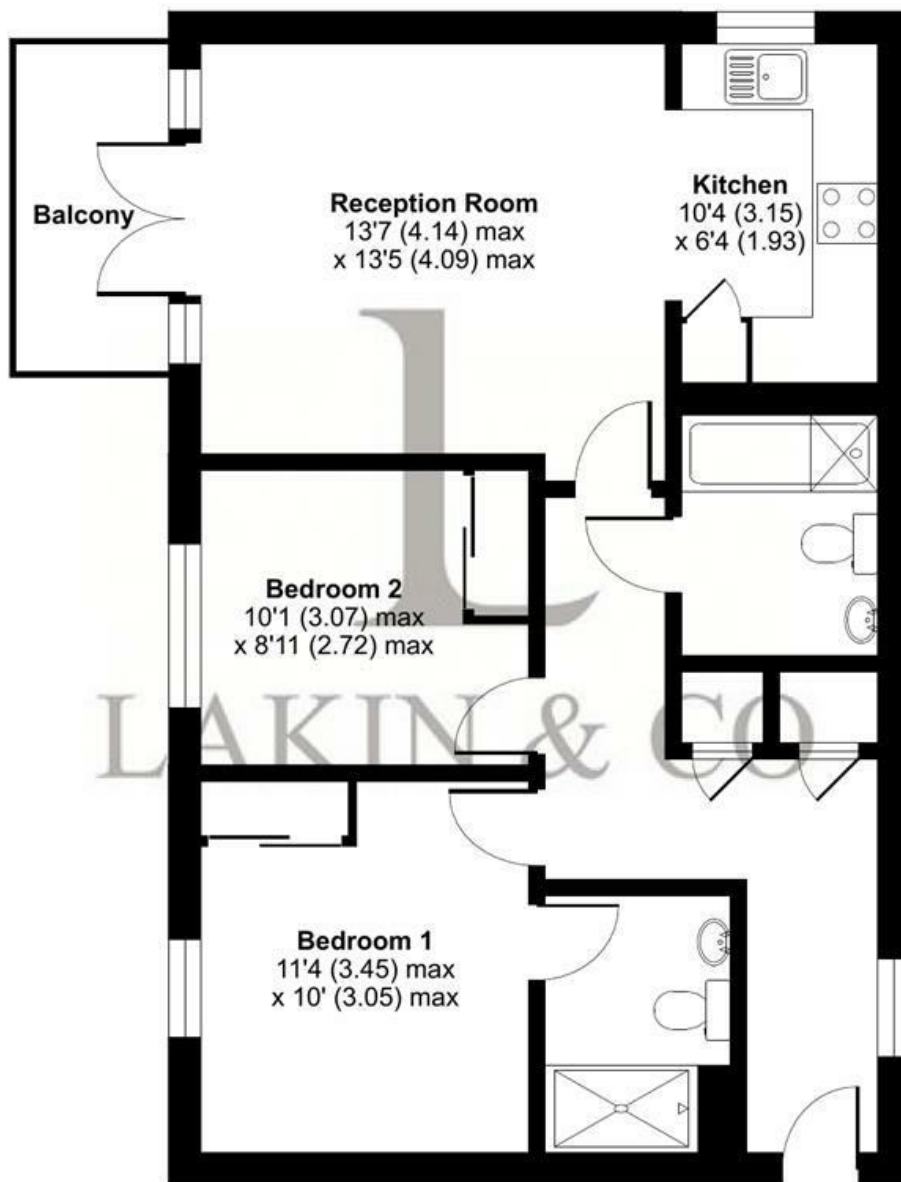 Balcony
Reception Room
13'7 (4.14) max
x 13'5 (4.09) max
Kitchen
10'4 (3.15)
x 6'4 (1.93)
Bedroom 2
10'1 (3.07) max
x 8'11 (2.72) max
L
LAKIN & CO
Bedroom 1
11'4 (3.45) max
x 10' (3.05) max